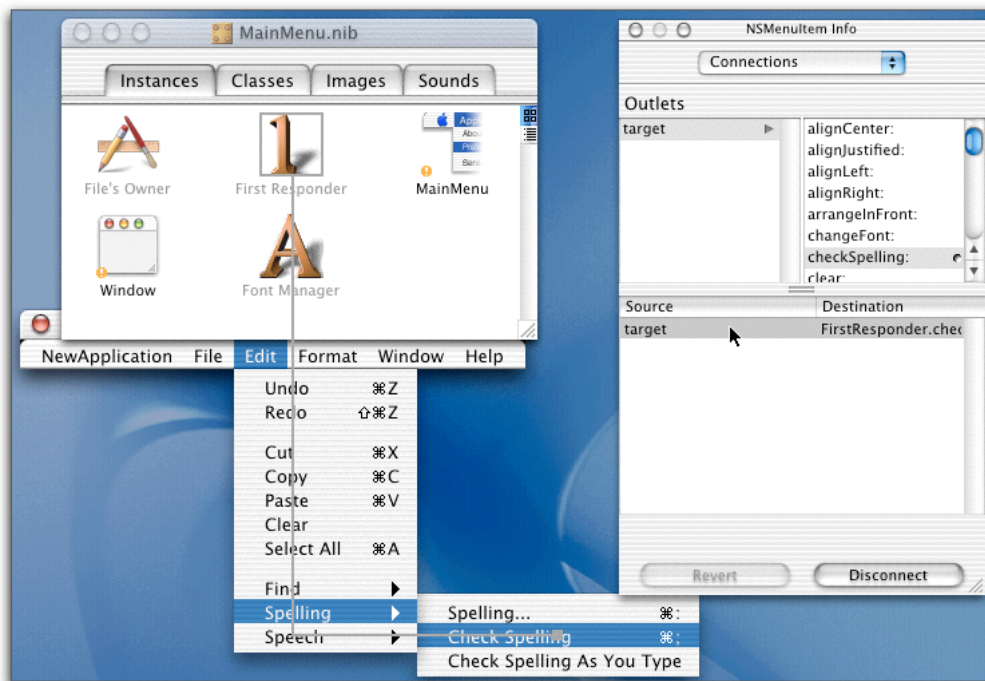 MainMenu.nib
Instances
Classes
Images
Sounds
File's Owner
First Responder
MainMenu
Window
Font Manager
NewApplication File Edit Format Window Help
Undo ⌘Z
Redo ⇧⌘Z
Cut ⌘X
Copy ⌘C
Paste ⌘V
Clear
Select All ⌘A
Find
Spelling
Speech
Spelling... ⌘:
Check Spelling ⌘;
Check Spelling As You Type
NSMenuItem Info
Connections
Outlets
target
alignCenter:
alignJustified:
alignLeft:
alignRight:
arrangeInFront:
changeFont:
checkSpelling:
clear:
Source Destination
target FirstResponder.chec
Revert
Disconnect